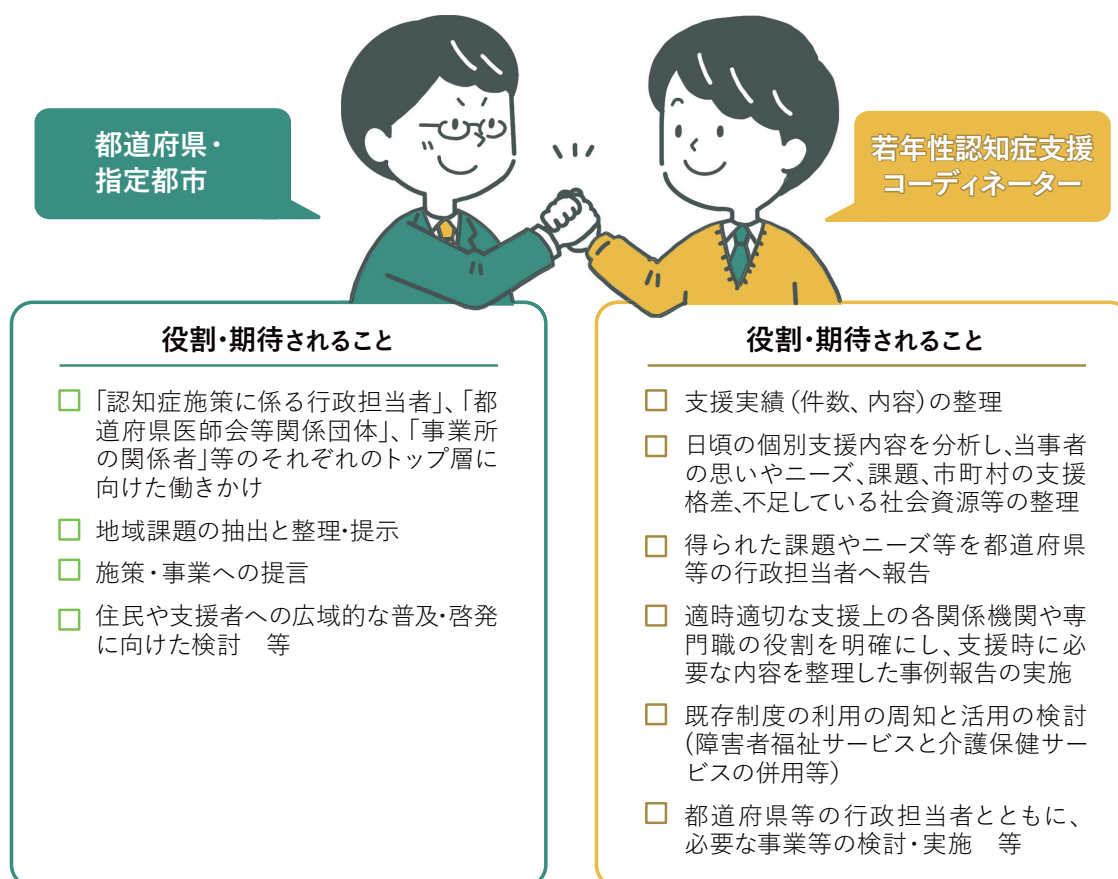 都道府県・
指定都市
若年性認知症支援
コーディネーター
役割・期待されること
「認知症施策に係る行政担当者」、「都
道府県医師会等関係団体」、「事業所
の関係者」等のそれぞれのトップ層に
向けた働きかけ
地域課題の抽出と整理・提示
施策・事業への提言
住民や支援者への広域的な普及・啓発
に向けた検討　等
役割・期待されること
支援実績（件数、内容）の整理
日頃の個別支援内容を分析し、当事者
の思いやニーズ、課題、市町村の支援
格差、不足している社会資源等の整理
得られた課題やニーズ等を都道府県
等の行政担当者へ報告
適時適切な支援上の各関係機関や専
門職の役割を明確にし、支援時に必
要な内容を整理した事例報告の実施
既存制度の利用の周知と活用の検討
（障害者福祉サービスと介護保健サー
ビスの併用等）
都道府県等の行政担当者とともに、
必要な事業等の検討・実施　等